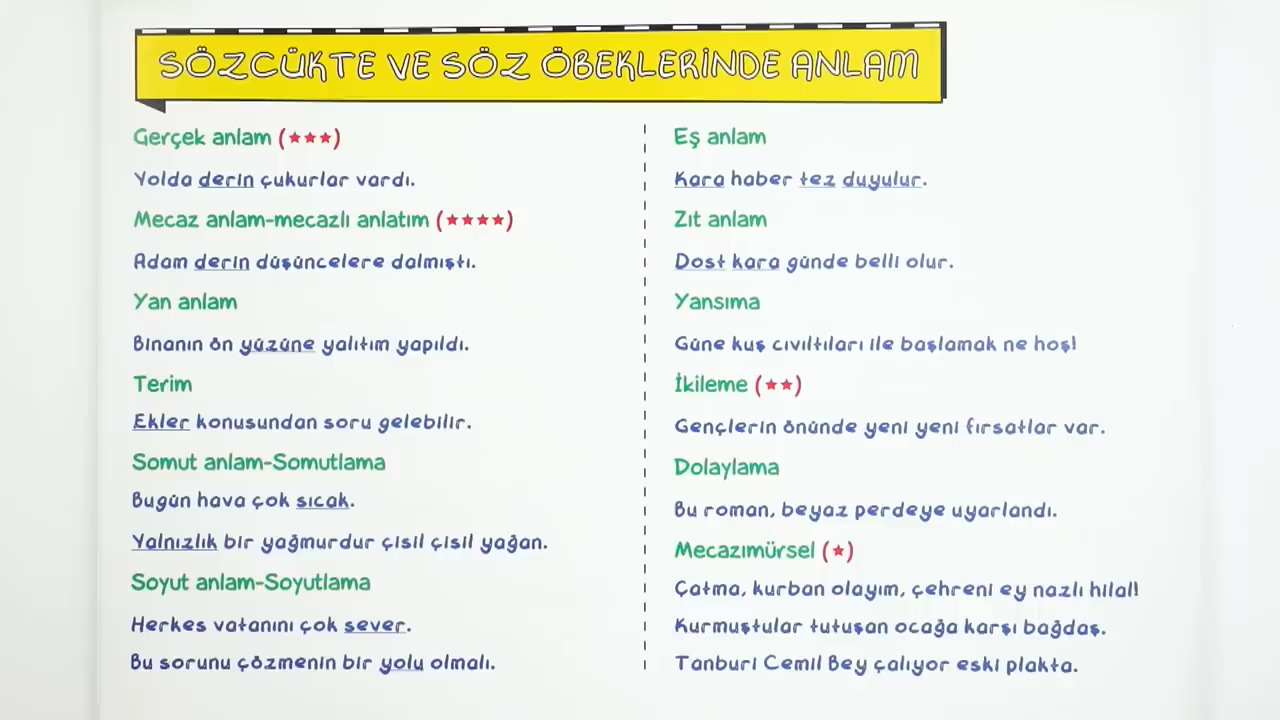 SÖZCÜKTE VE SÖZ ÖBEKLERİNDE ANLAM
Gerçek anlam (★★★)
Yolda derin çukurlar vardı.
Mecaz anlam-mecazlı anlatım (★★★★)
Adam derin düşüncelere dalmıştı.
Yan anlam
Binanın ön yüzüne yalıtım yapıldı.
Terim
Ekler konusundan soru gelebilir.
Somut anlam-Somutlama
Bugün hava çok sıcak.
Yalnızlık bir yağmurdur çisil çisil yağan.
Soyut anlam-Soyutlama
Herkes vatanını çok sever.
Bu sorunu çözmenin bir yolu olmalı.
Eş anlam
Kara haber tez duyulur.
Zıt anlam
Dost kara günde belli olur.
Yansıma
Güne kuş cıvıltıları ile başlamak ne hoş!
İkileme (★★)
Gençlerin önünde yeni yeni fırsatlar var.
Dolaylama
Bu roman, beyaz perdeye uyarlandı.
Mecazımürsel (★)
Çatma, kurban olayım, çehreni ey nazlı hilal!
Kurmuştular tutuşan ocağa karşı bağdaş.
Tanburi Cemil Bey çalıyor eski plakta.